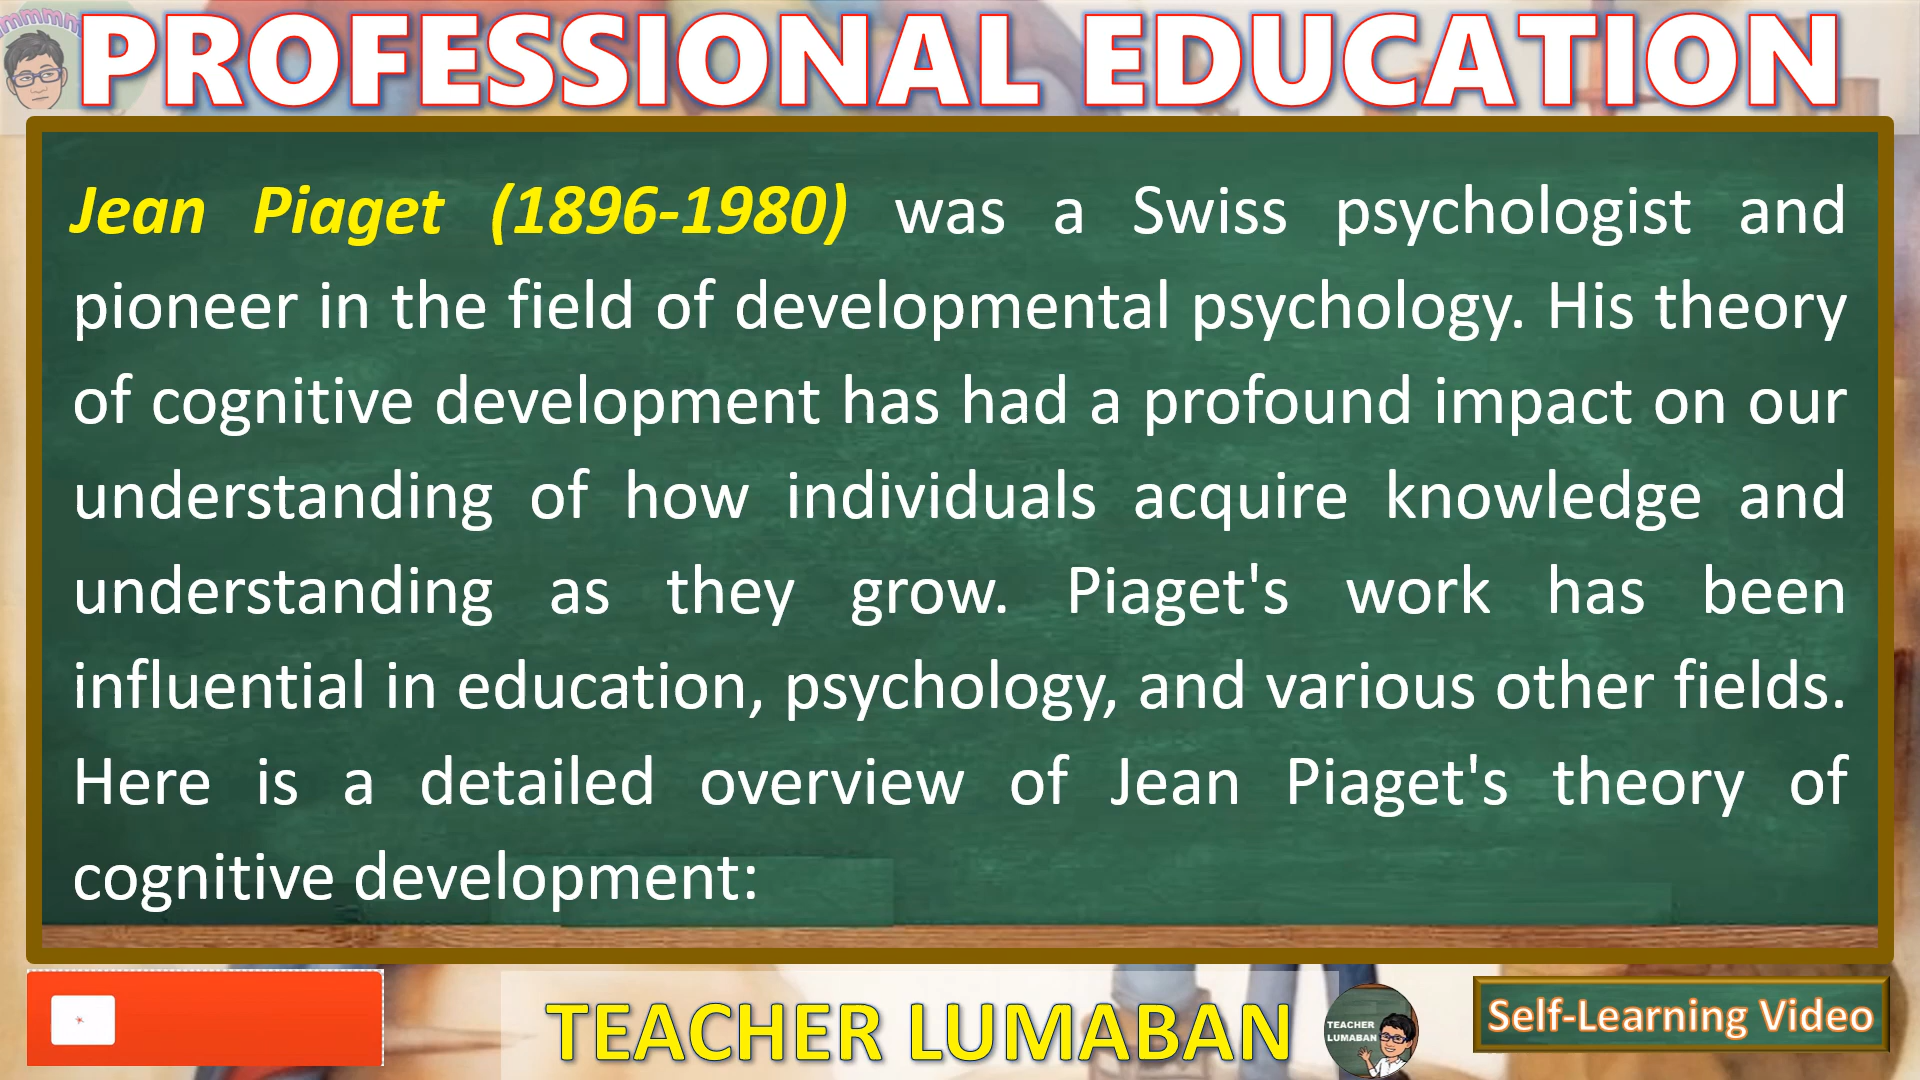 PROFESSIONAL EDUCATION
Jean Piaget (1896-1980) was a Swiss psychologist and
pioneer in the field of developmental psychology. His theory
of cognitive development has had a profound impact on our
understanding of how individuals acquire knowledge and
understanding as they grow. Piaget's work has been
influential in education, psychology, and various other fields.
Here is a detailed overview of Jean Piaget's theory of
cognitive development:
TEACHER LUMABAN
TEACHER
LUMABAN
Self-Learning Video